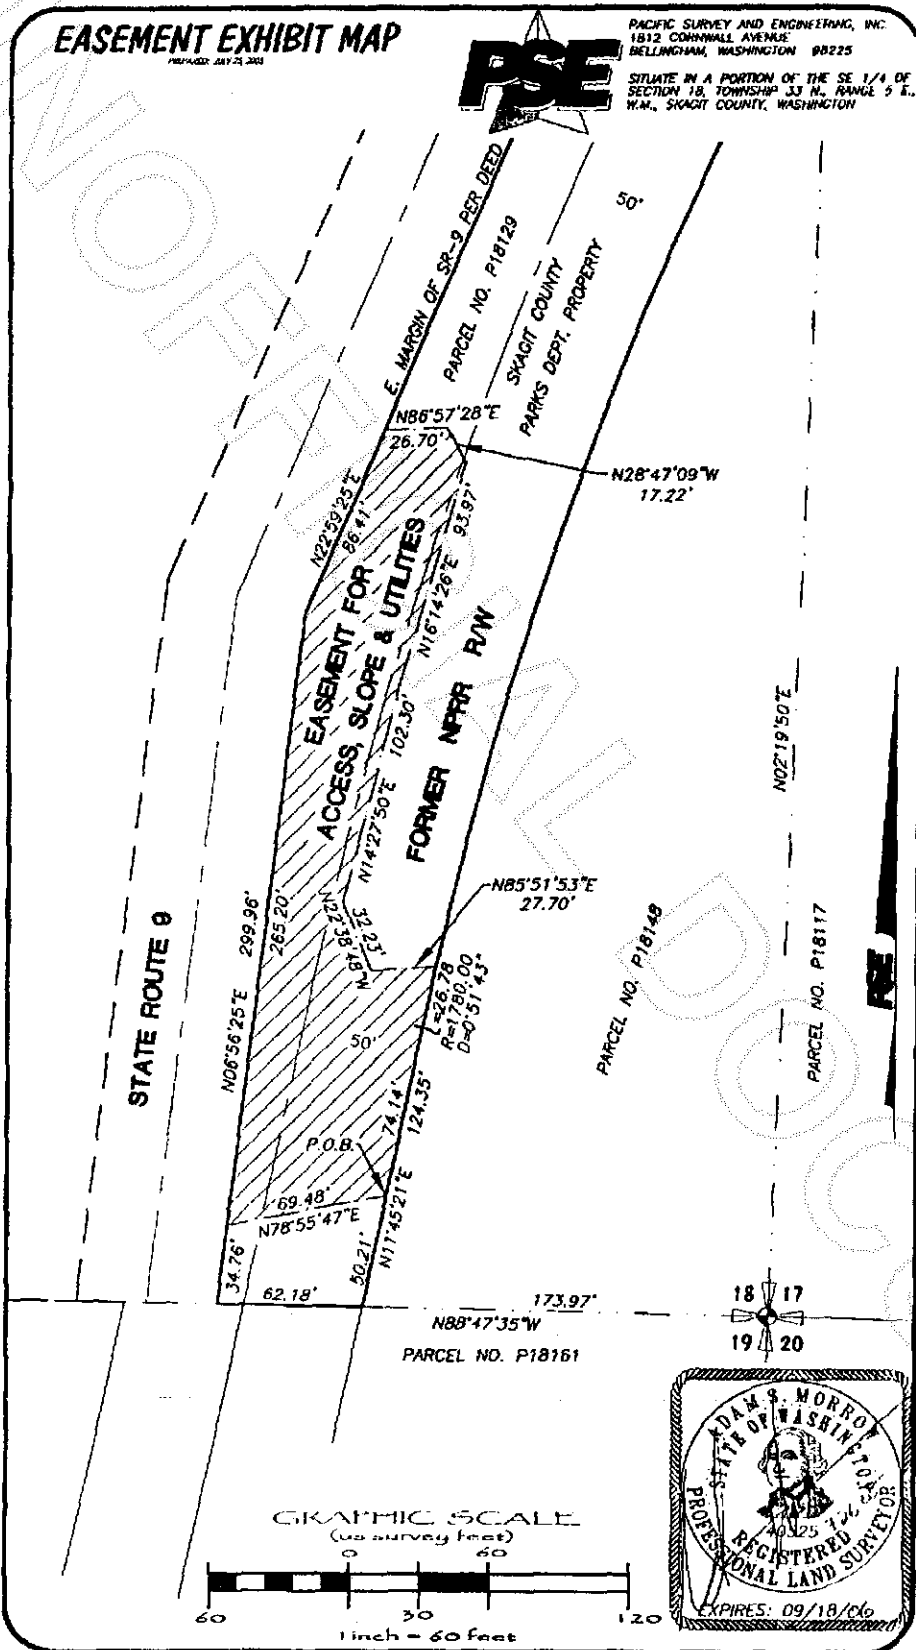 EASEMENT EXHIBIT MAP
PREPARED: JULY 25, 2003
PSE
PACIFIC SURVEY AND ENGINEERING, INC.
1812 CORNWALL AVENUE
BELLINGHAM, WASHINGTON 98225
SITUATE IN A PORTION OF THE SE 1/4 OF
SECTION 18, TOWNSHIP 33 N., RANGE 5 E.,
W.M., SKAGIT COUNTY, WASHINGTON
E. MARGIN OF SR-9 PER DEED
PARCEL NO. P18129
50'
SKAGIT COUNTY
PARKS DEPT. PROPERTY
N86°57'28"E
26.70'
N28°47'09"W
17.22'
N22°59'25"E
86.41'
EASEMENT FOR
ACCESS, SLOPE & UTILITIES
93.97'
N16°14'26"E
FORMER NPRR R/W
102.30'
N14°27'50"E
N02°19'50"E
N85°51'53"E
27.70'
32.23'
N22°38'48"W
299.96'
265.20'
N06°56'25"E
STATE ROUTE 9
L=26.78
R=1780.00
D=0°51'43"
50'
PARCEL NO. P18148
PARCEL NO. P18117
PSE
74.14'
124.35'
P.O.B.
69.48'
N78°55'47"E
N11°45'21"E
50.21'
34.76'
62.18'
173.97'
N88°47'35"W
18 17
19 20
PARCEL NO. P18161
ADAM S. MORROW
STATE OF WASHINGTON
40325
REGISTERED
PROFESSIONAL LAND SURVEYOR
EXPIRES: 09/18/06
GRAPHIC SCALE
(us survey feet)
0 60
60 30 120
1 inch = 60 feet
UNOFFICIAL DOC